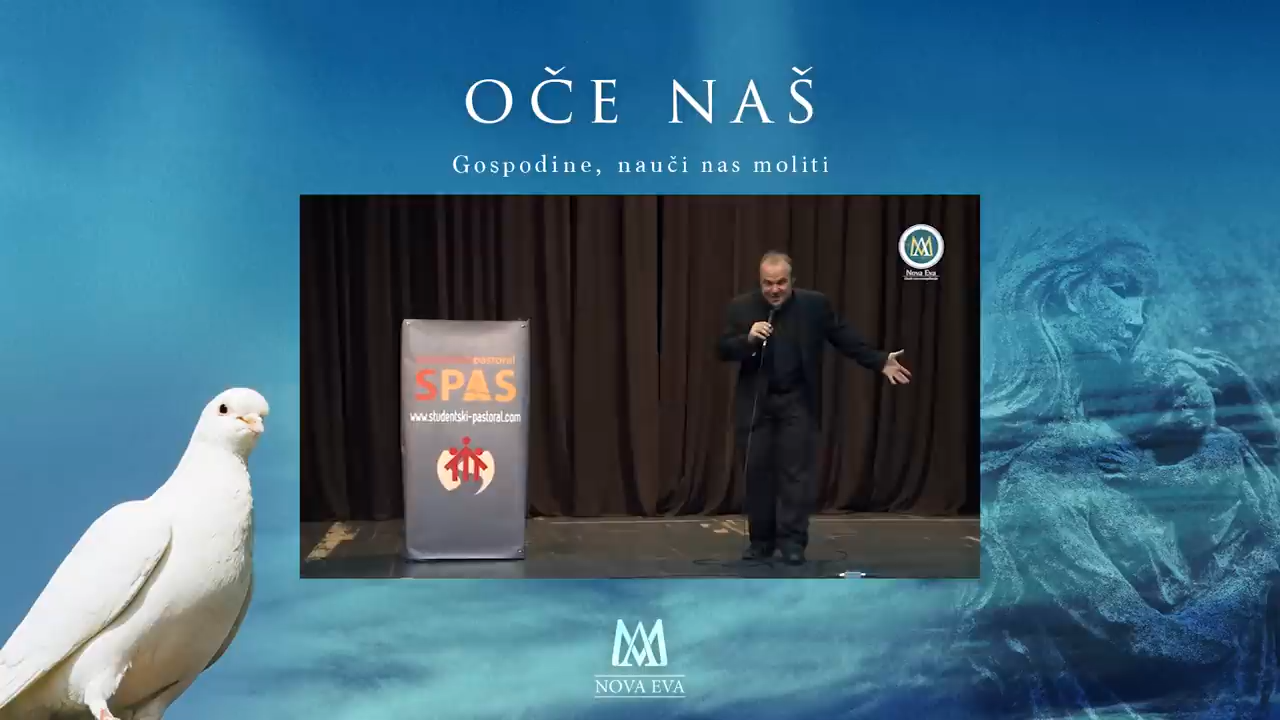 OČE NAŠ
Gospodine, nauči nas moliti
Nova Eva
pastoral
SPAS
www.studentski-pastoral.com
NOVA EVA